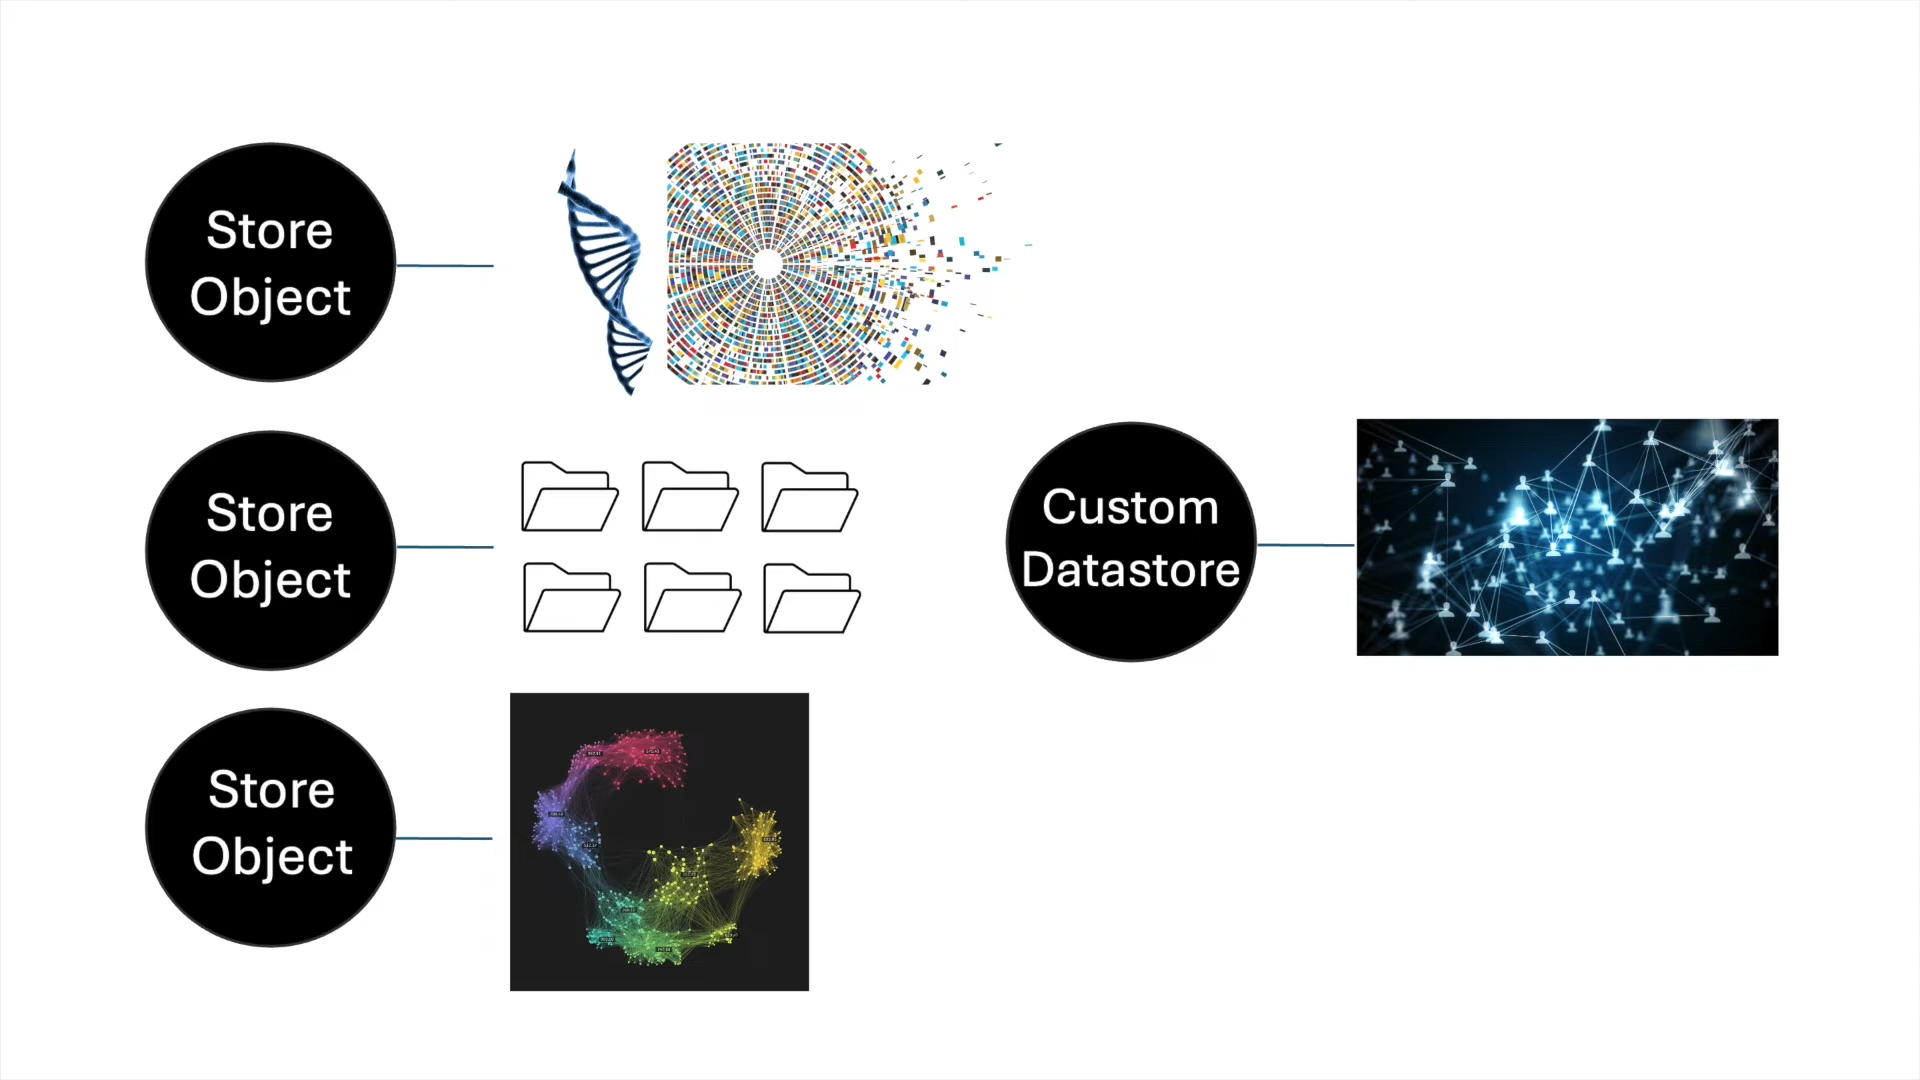 Store
Object
Store
Object
Custom
Datastore
Store
Object